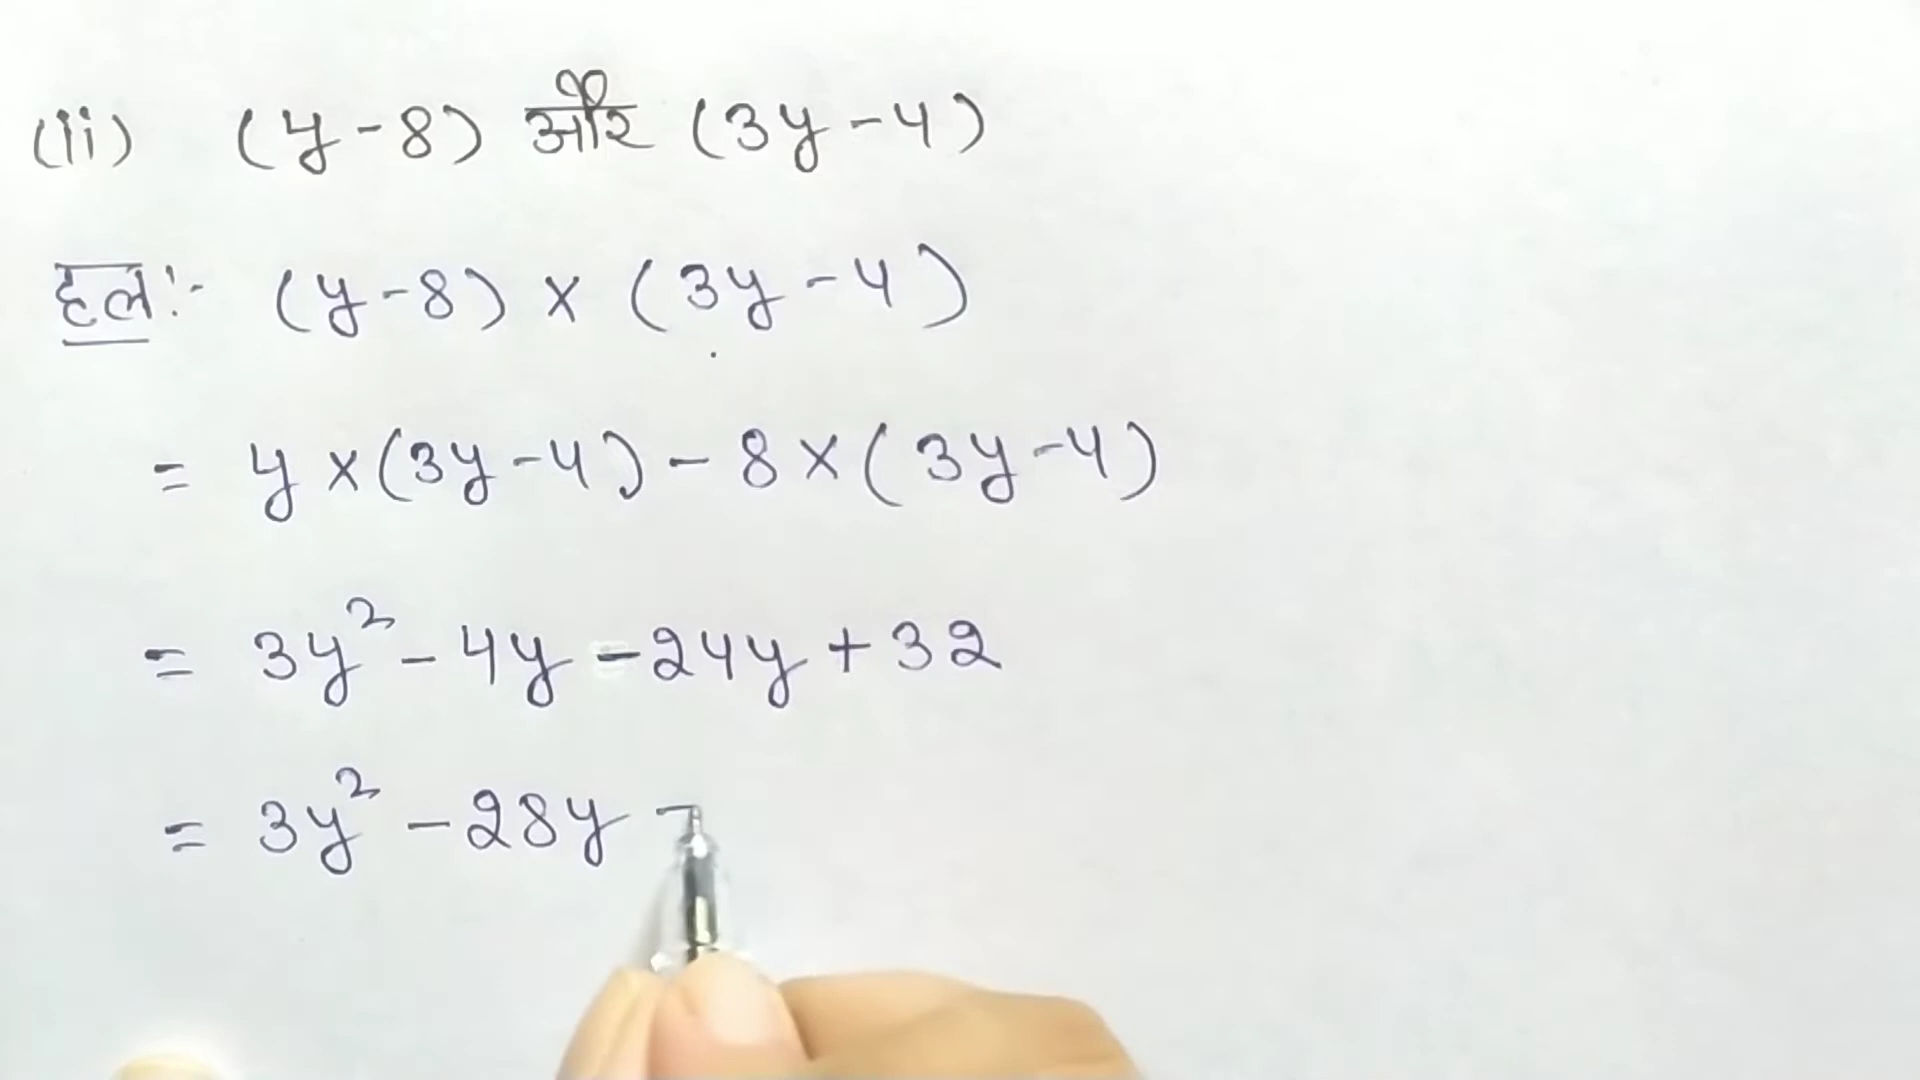 (ii) (y-8) और (3y-4)
हल:- (y-8) × (3y-4)
= y×(3y-4) - 8×(3y-4)
= 3y² - 4y - 24y + 32
= 3y² - 28y -